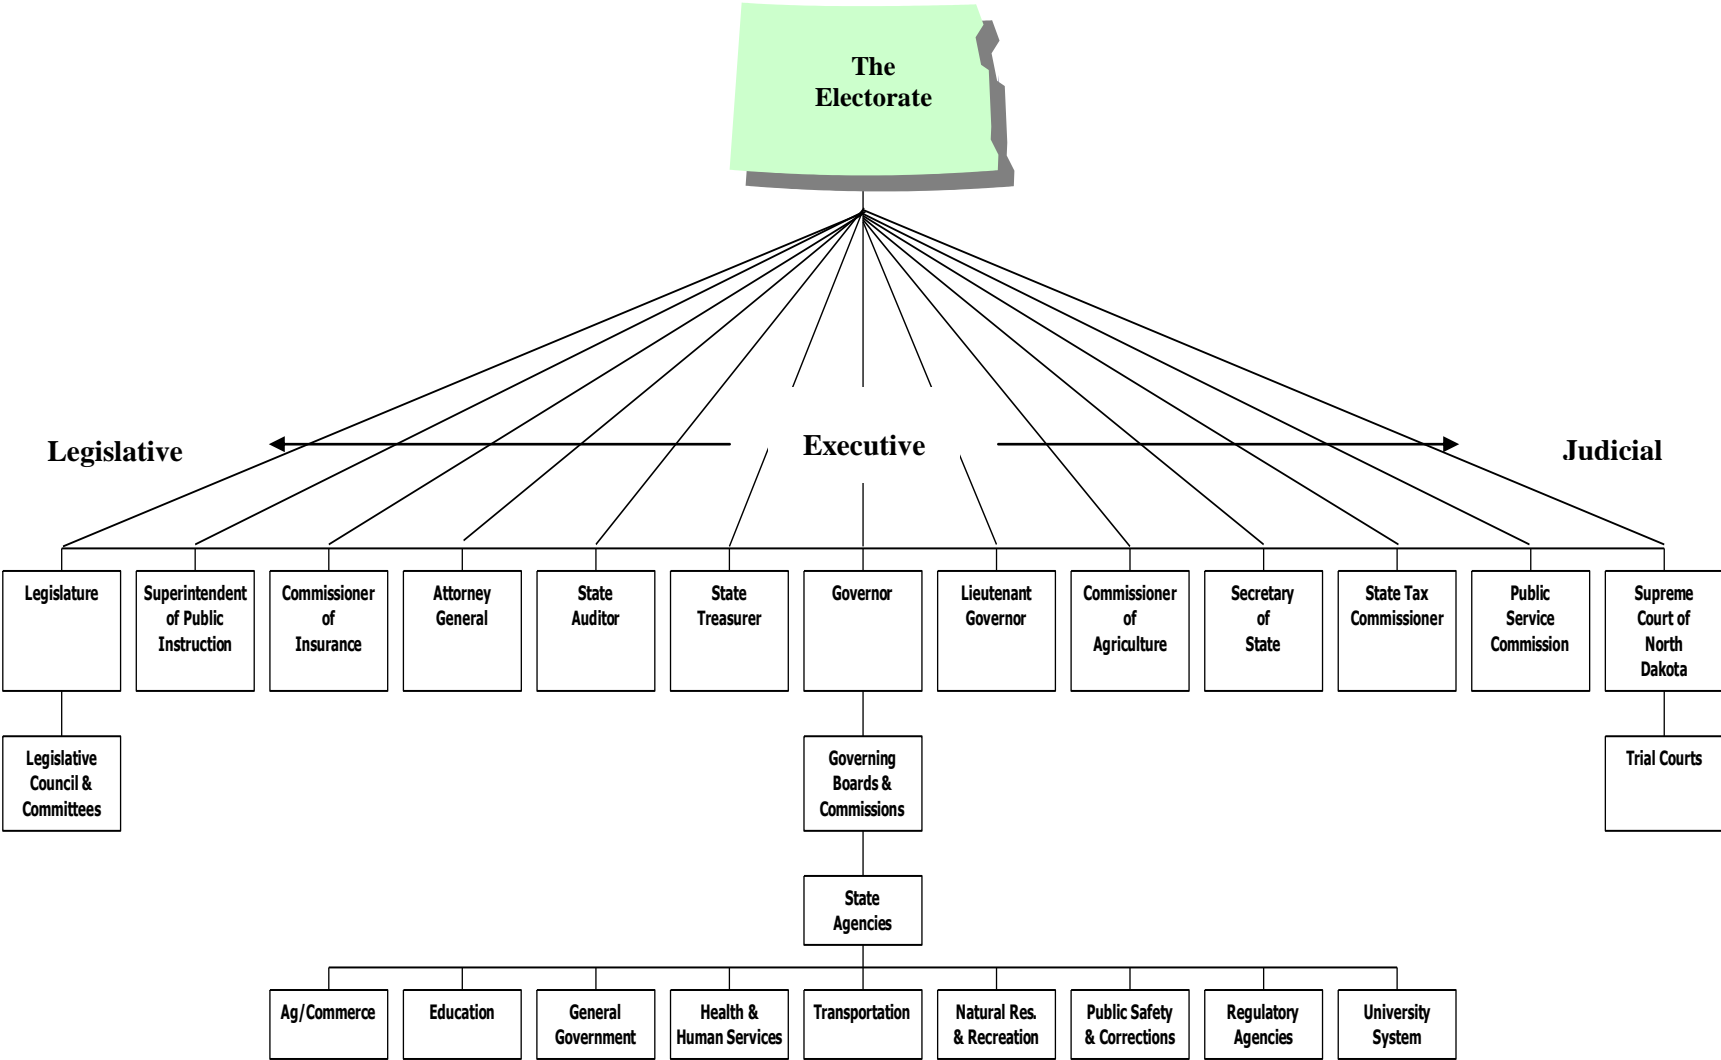 The
Electorate
Legislative
Executive
Judicial
Legislature
Superintendent
of Public
Instruction
Commissioner
of
Insurance
Attorney
General
State
Auditor
State
Treasurer
Governor
Lieutenant
Governor
Commissioner
of
Agriculture
Secretary
of
State
State Tax
Commissioner
Public
Service
Commission
Supreme
Court of
North
Dakota
Legislative
Council &
Committees
Governing
Boards &
Commissions
Trial Courts
State
Agencies
Ag/Commerce
Education
General
Government
Health &
Human Services
Transportation
Natural Res.
& Recreation
Public Safety
& Corrections
Regulatory
Agencies
University
System